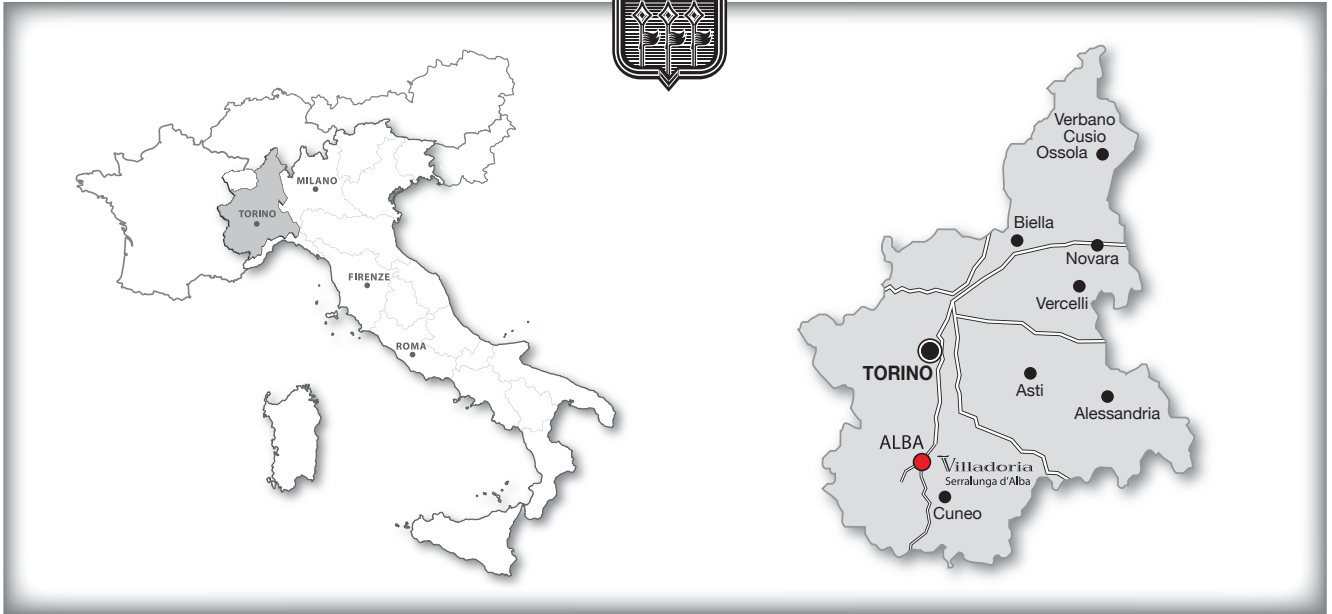 MILANO
TORINO
FIRENZE
ROMA
Verbano
Cusio
Ossola
Biella
Novara
Vercelli
TORINO
Asti
Alessandria
ALBA
Villadoria
Serralunga d'Alba
Cuneo